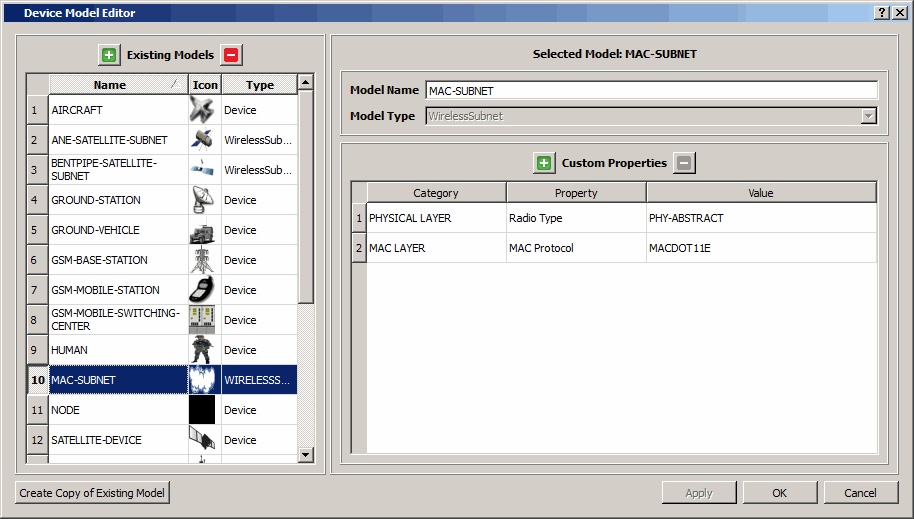 Device Model Editor
Existing Models
Name Icon Type
1 AIRCRAFT Device
2 ANE-SATELLITE-SUBNET WirelessSub...
3 BENTPIPE-SATELLITE-
SUBNET WirelessSub...
4 GROUND-STATION Device
5 GROUND-VEHICLE Device
6 GSM-BASE-STATION Device
7 GSM-MOBILE-STATION Device
8 GSM-MOBILE-SWITCHING-
CENTER Device
9 HUMAN Device
10 MAC-SUBNET WIRELESSS...
11 NODE Device
12 SATELLITE-DEVICE Device
Create Copy of Existing Model
Selected Model: MAC-SUBNET
Model Name MAC-SUBNET
Model Type WirelessSubnet
Custom Properties
Category Property Value
1 PHYSICAL LAYER Radio Type PHY-ABSTRACT
2 MAC LAYER MAC Protocol MACDOT11E
Apply OK Cancel